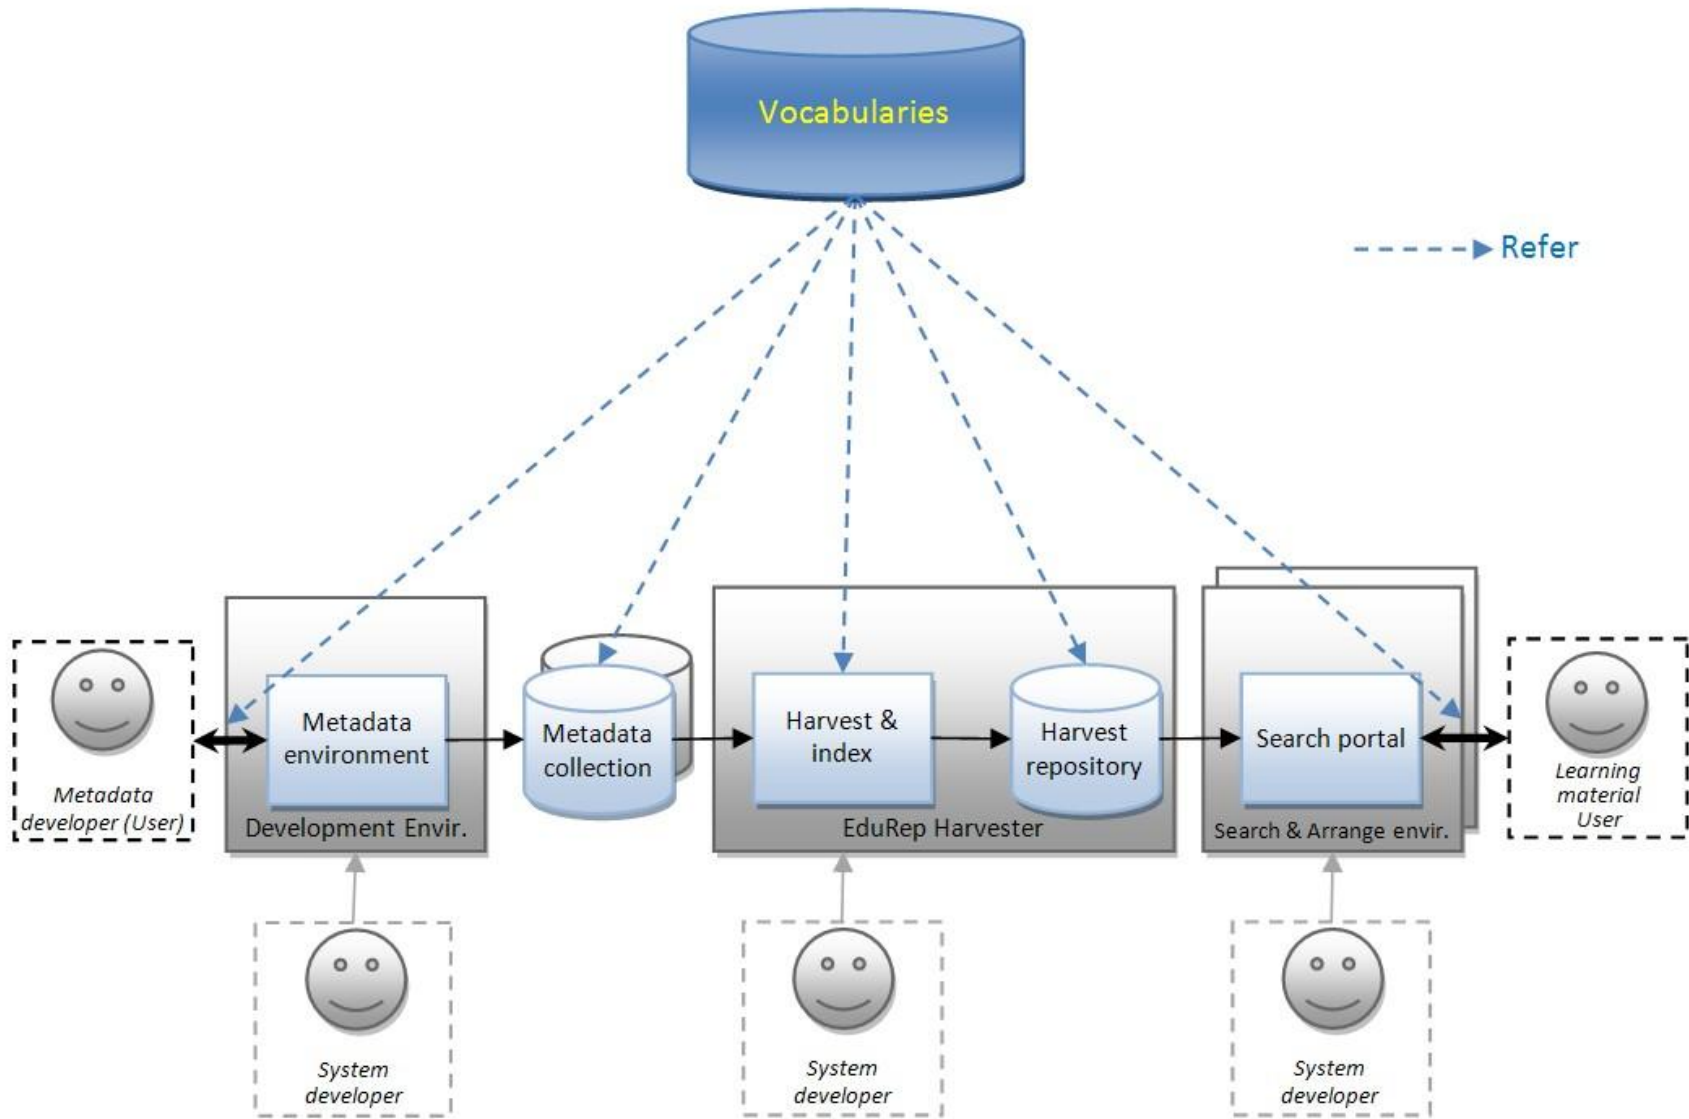 Vocabularies
Refer
Metadata
developer (User)
Metadata
environment
Development Envir.
Metadata
collection
Harvest &
index
Harvest
repository
EduRep Harvester
Search portal
Search & Arrange envir.
Learning
material
User
System
developer
System
developer
System
developer